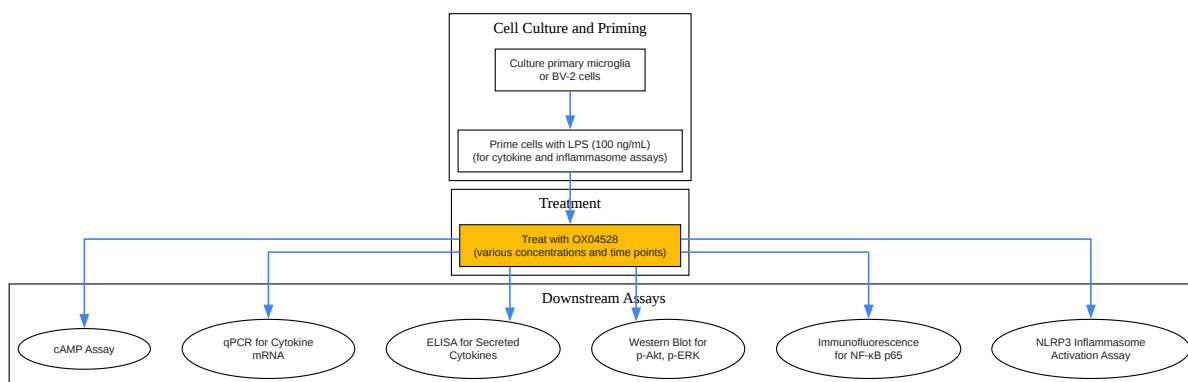 Cell Culture and Priming
Culture primary microglia
or BV-2 cells
Prime cells with LPS (100 ng/mL)
(for cytokine and inflammasome assays)
Treatment
Treat with OX04528
(various concentrations and time points)
Downstream Assays
cAMP Assay
qPCR for Cytokine
mRNA
ELISA for Secreted
Cytokines
Western Blot for
p-Akt, p-ERK
Immunofluorescence
for NF-κB p65
NLRP3 Inflammasome
Activation Assay